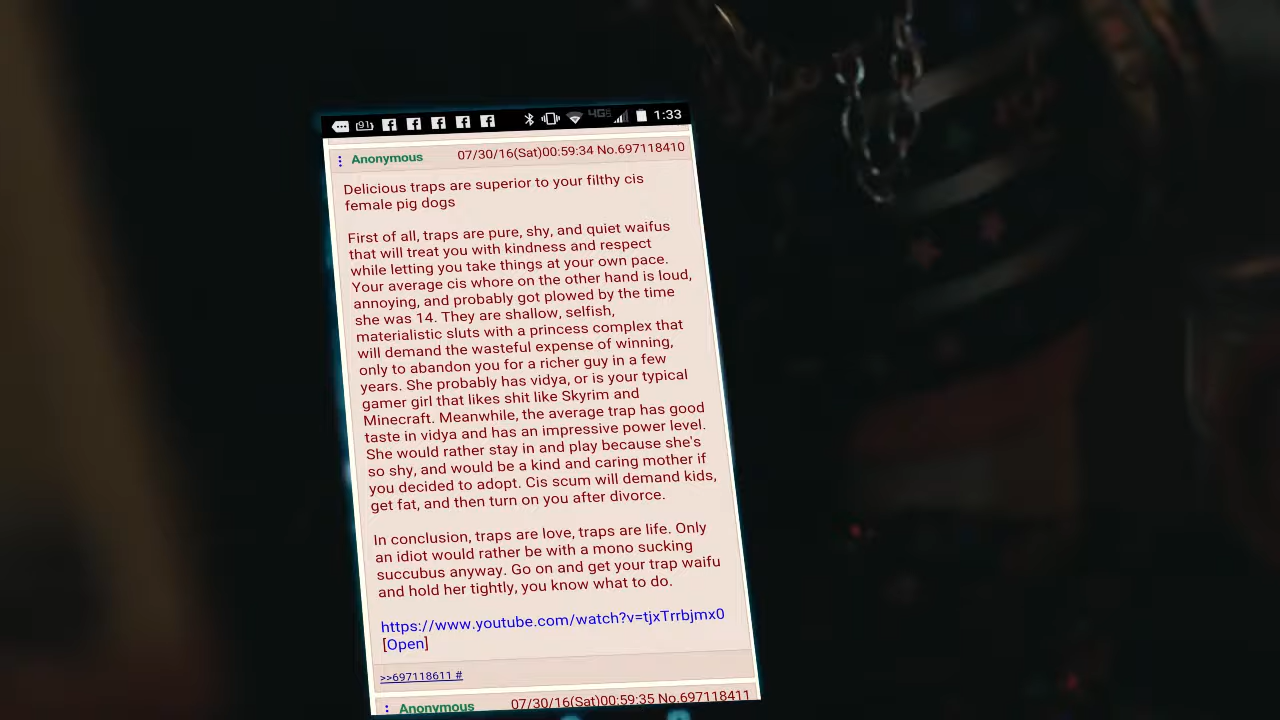 91
4G
1:33
Anonymous 07/30/16(Sat)00:59:34 No.697118410
Delicious traps are superior to your filthy cis
female pig dogs
First of all, traps are pure, shy, and quiet waifus
that will treat you with kindness and respect
while letting you take things at your own pace.
Your average cis whore on the other hand is loud,
annoying, and probably got plowed by the time
she was 14. They are shallow, selfish,
materialistic sluts with a princess complex that
will demand the wasteful expense of winning,
only to abandon you for a richer guy in a few
years. She probably has vidya, or is your typical
gamer girl that likes shit like Skyrim and
Minecraft. Meanwhile, the average trap has good
taste in vidya and has an impressive power level.
She would rather stay in and play because she's
so shy, and would be a kind and caring mother if
you decided to adopt. Cis scum will demand kids,
get fat, and then turn on you after divorce.
In conclusion, traps are love, traps are life. Only
an idiot would rather be with a mono sucking
succubus anyway. Go on and get your trap waifu
and hold her tightly, you know what to do.
https://www.youtube.com/watch?v=tjxTrrbjmx0
[Open]
>>697118611 #
Anonymous 07/30/16(Sat)00:59:35 No.697118411